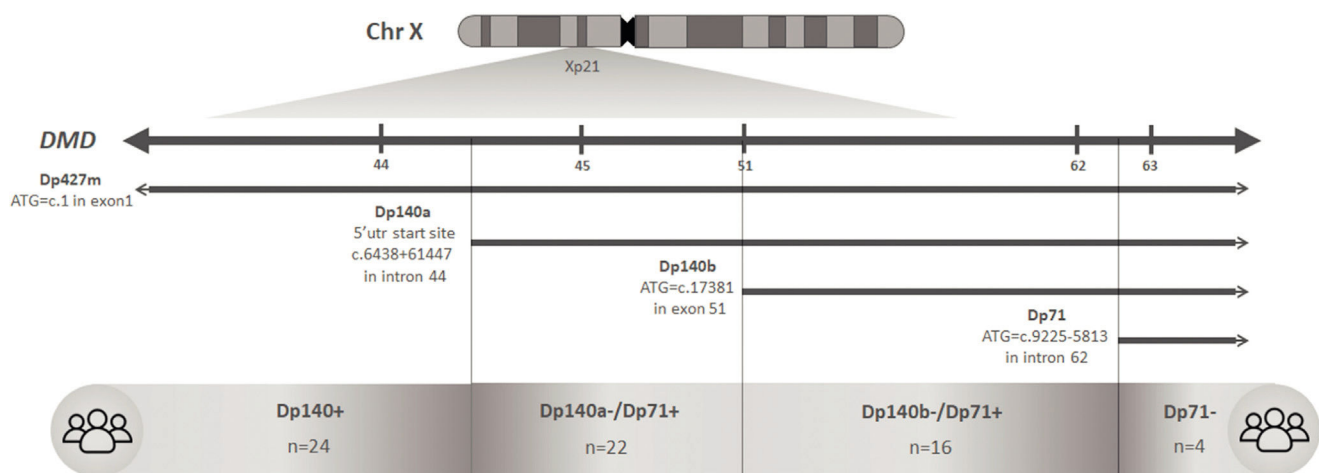 Chr X
Xp21
DMD
44
45
51
62
63
Dp427m
ATG=c.1 in exon1
Dp140a
5'utr start site
c.6438+61447
in intron 44
Dp140b
ATG=c.17381
in exon 51
Dp71
ATG=c.9225-5813
in intron 62
Dp140+
n=24
Dp140a-/Dp71+
n=22
Dp140b-/Dp71+
n=16
Dp71-
n=4